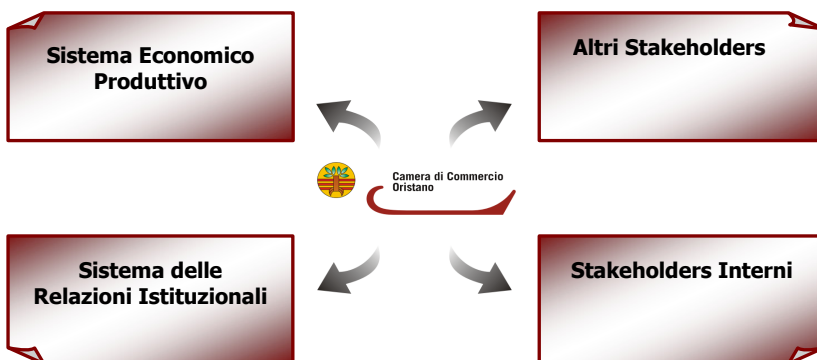 Sistema Economico
Produttivo
Altri Stakeholders
Camera di Commercio
Oristano
Sistema delle
Relazioni Istituzionali
Stakeholders Interni